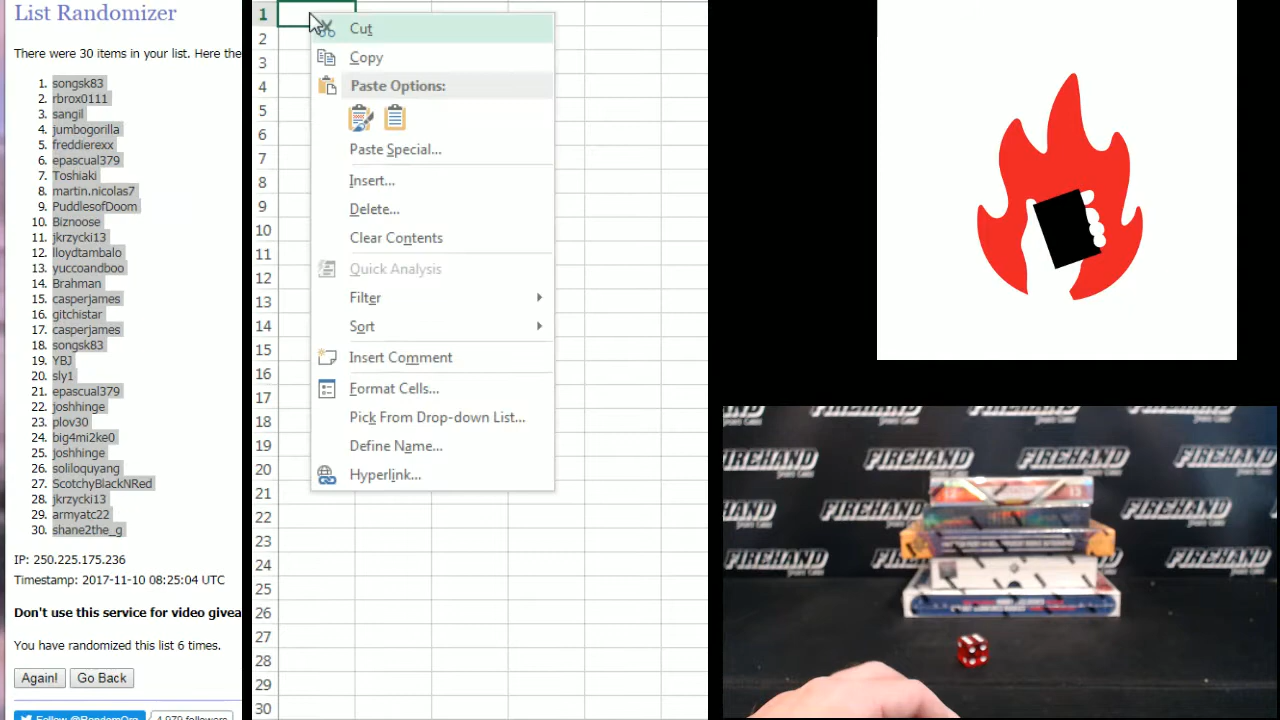 List Randomizer
There were 30 items in your list. Here the
1. songsk83
2. rbrox0111
3. sangil
4. jumbogorilla
5. freddierexx
6. epascual379
7. Toshiaki
8. martin.nicolas7
9. PuddlesofDoom
10. Biznoose
11. jkrzycki13
12. lloydtambalo
13. yuccoandboo
14. Brahman
15. casperjames
16. gitchistar
17. casperjames
18. songsk83
19. YBJ
20. sly1
21. epascual379
22. joshhinge
23. plov30
24. big4mi2ke0
25. joshhinge
26. soliloquyang
27. ScotchyBlackNRed
28. jkrzycki13
29. armyatc22
30. shane2the_g
IP: 250.225.175.236
Timestamp: 2017-11-10 08:25:04 UTC
Don't use this service for video givea
You have randomized this list 6 times.
Again! Go Back
Follow @RandomOrg 4,979 followers
1
2
3
4
5
6
7
8
9
10
11
12
13
14
15
16
17
18
19
20
21
22
23
24
25
26
27
28
29
30
Cut
Copy
Paste Options:
Paste Special...
Insert...
Delete...
Clear Contents
Quick Analysis
Filter
Sort
Insert Comment
Format Cells...
Pick From Drop-down List...
Define Name...
Hyperlink...
FIREHAND FIREHAND FIREHAND
FIREHAND FIREHAND
FIREHAND FIREHAND